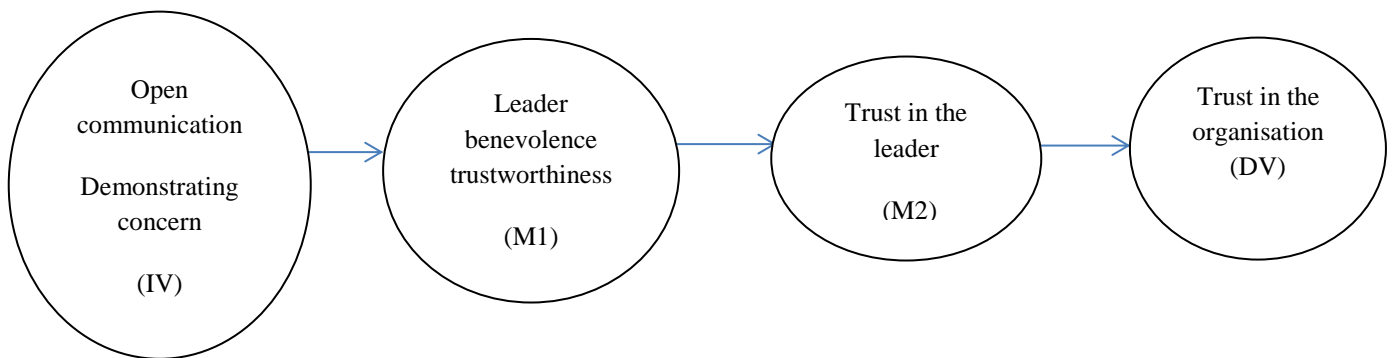 Open
communication
Demonstrating
concern
(IV)
Leader
benevolence
trustworthiness
(M1)
Trust in the
leader
(M2)
Trust in the
organisation
(DV)